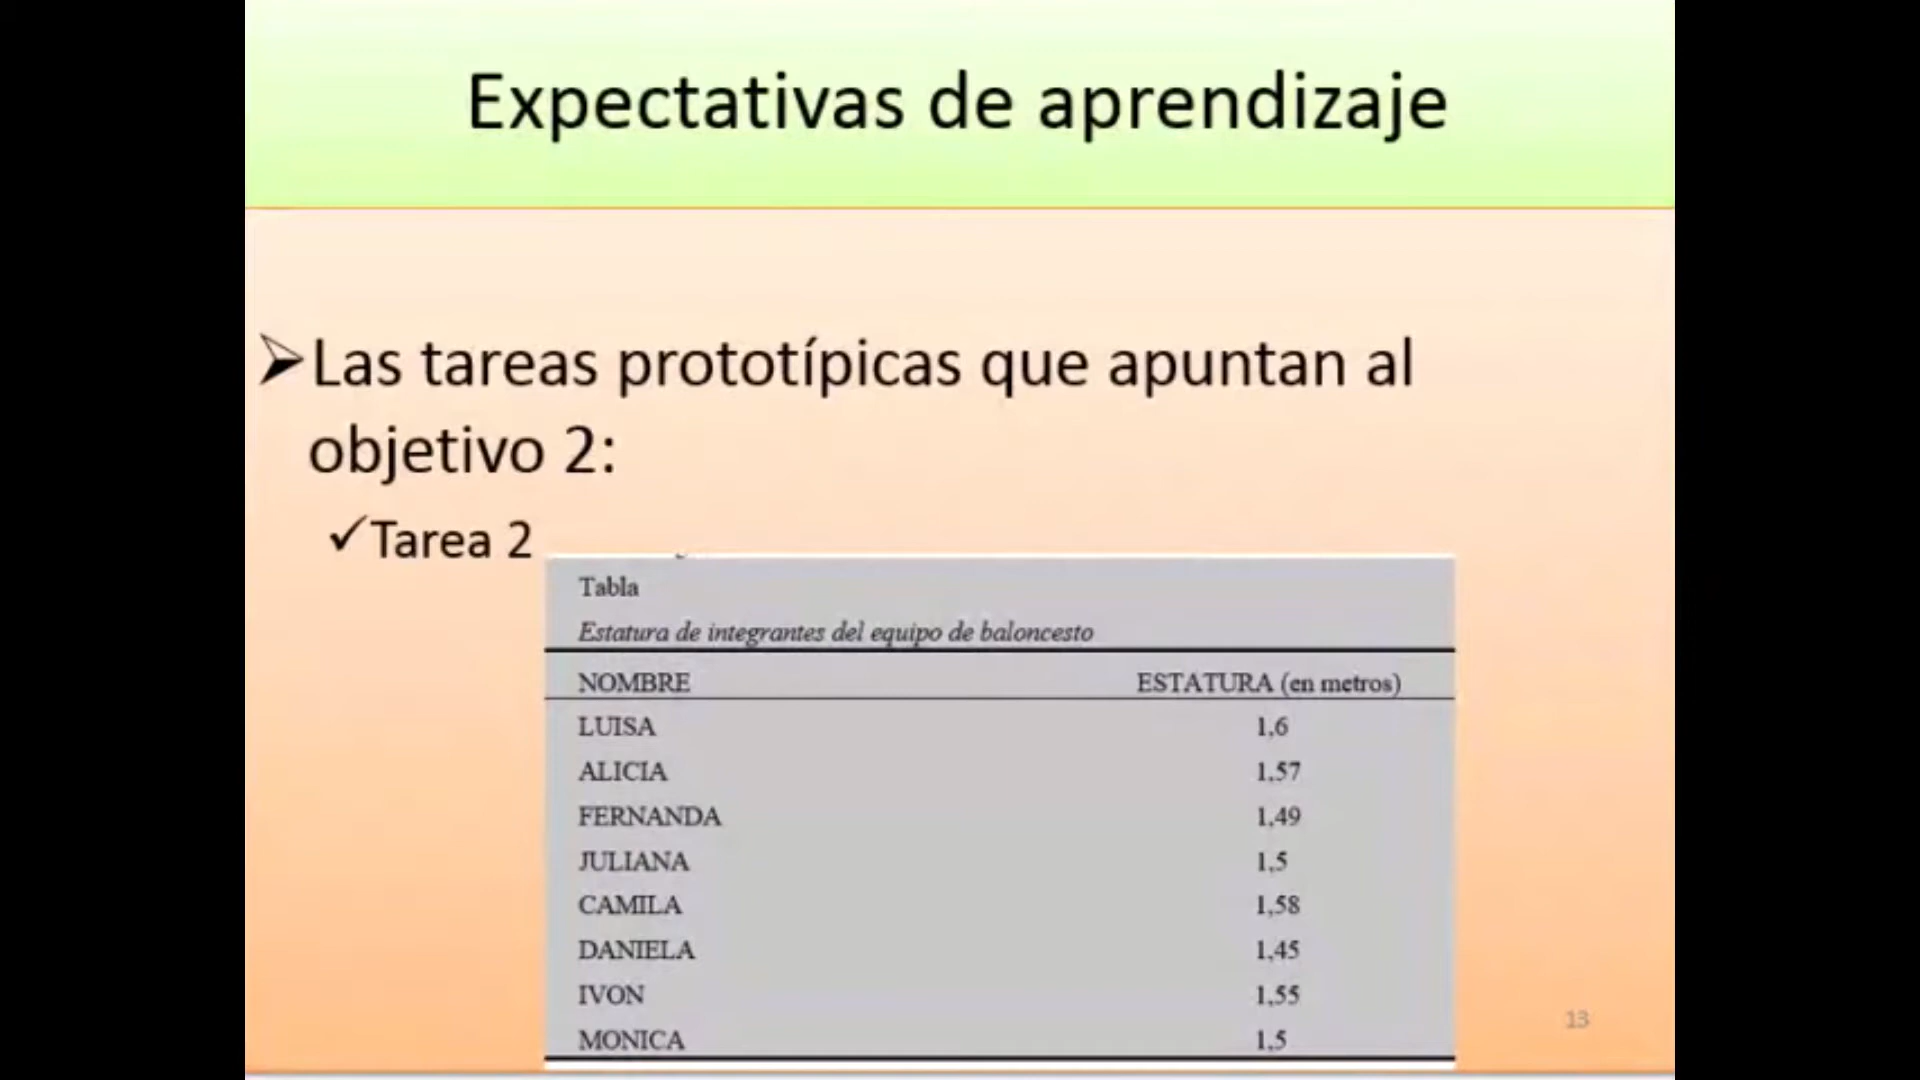 Expectativas de aprendizaje
Las tareas prototípicas que apuntan al
objetivo 2:
Tarea 2
Tabla
Estatura de integrantes del equipo de baloncesto
NOMBRE ESTATURA (en metros)
LUISA 1,6
ALICIA 1,57
FERNANDA 1,49
JULIANA 1,5
CAMILA 1,58
DANIELA 1,45
IVON 1,55
MONICA 1,5
13